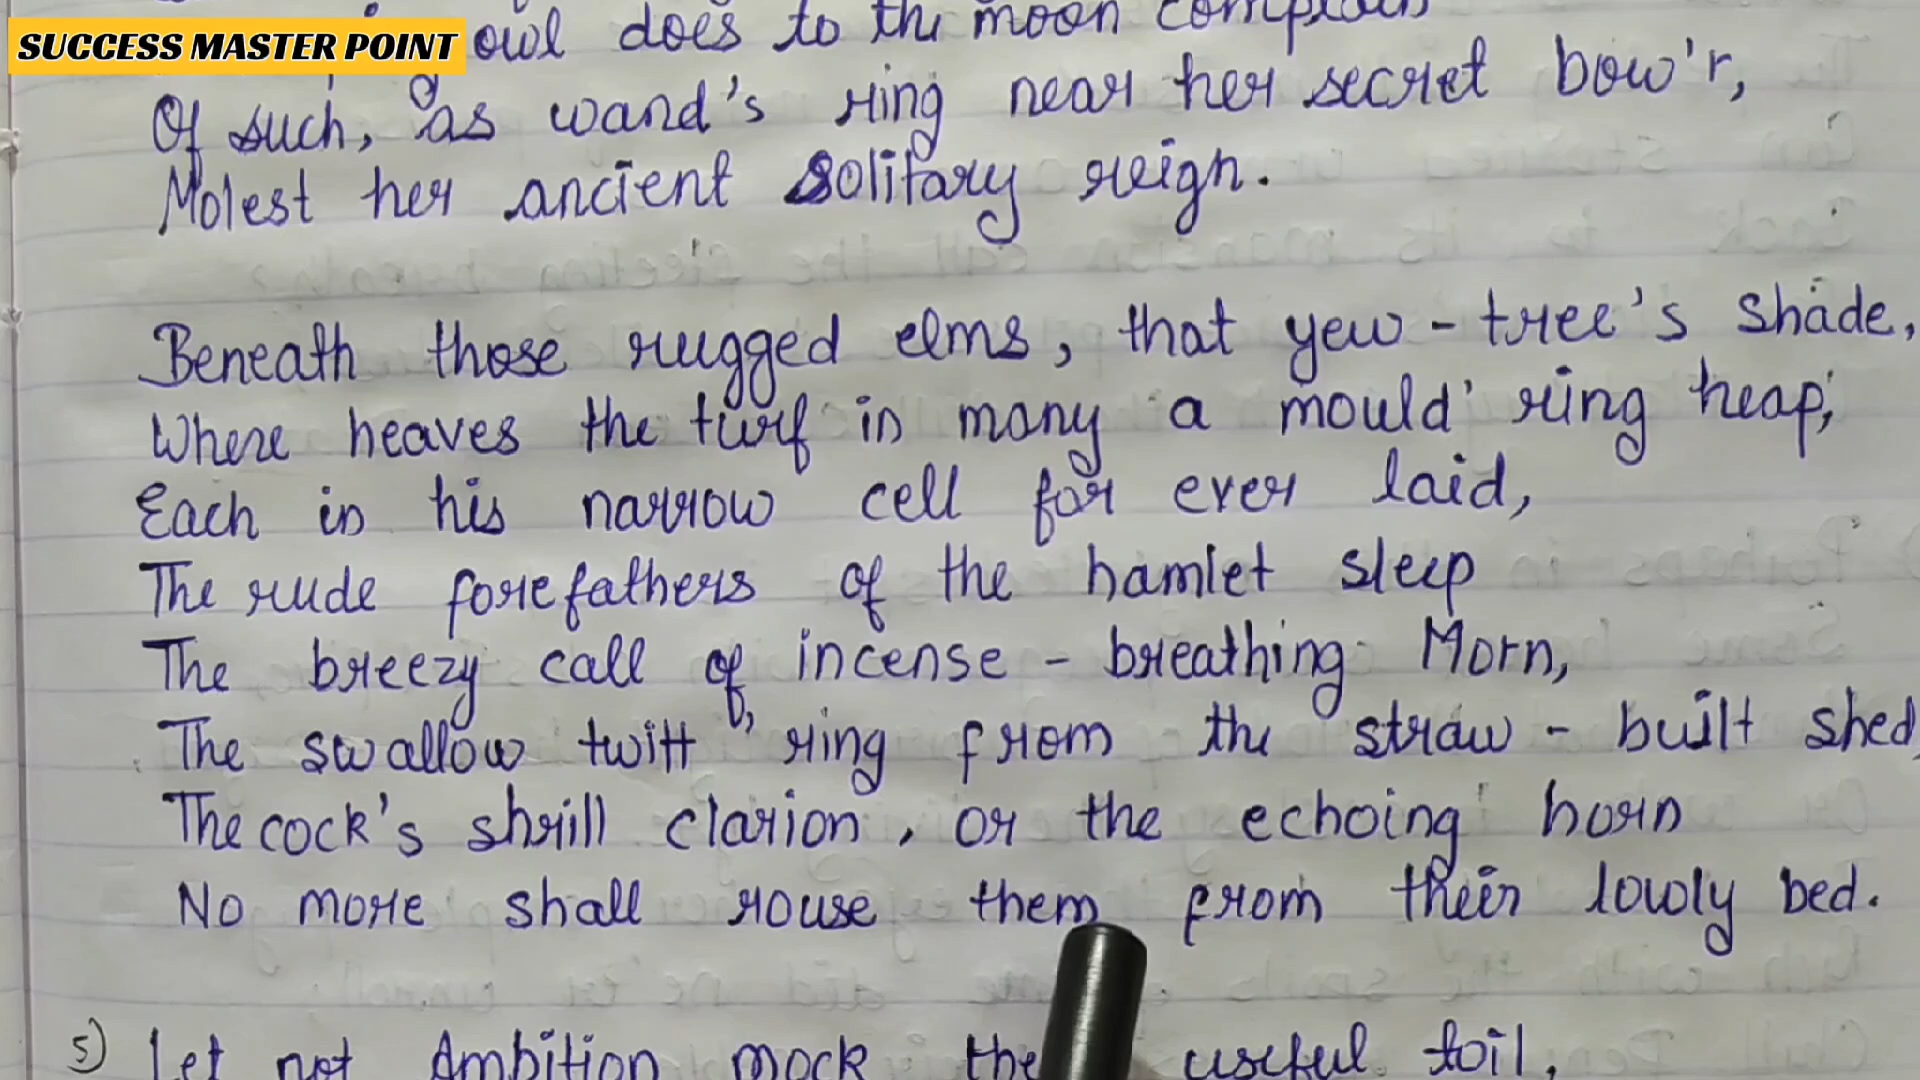 SUCCESS MASTER POINT
owl does to the moon complain
Of such, as wand's ring near her secret bow'r,
Molest her ancient solitary reign.
Beneath those rugged elms, that yew - tree's shade,
Where heaves the turf in many a mould' ring heap,
Each in his narrow cell for ever laid,
The rude forefathers of the hamlet sleep
The breezy call of incense - breathing Morn,
The swallow twitt 'ring from the straw - built shed,
The cock's shrill clarion, or the echoing horn
No more shall rouse them from their lowly bed.
5) Let not Ambition mock the useful toil,